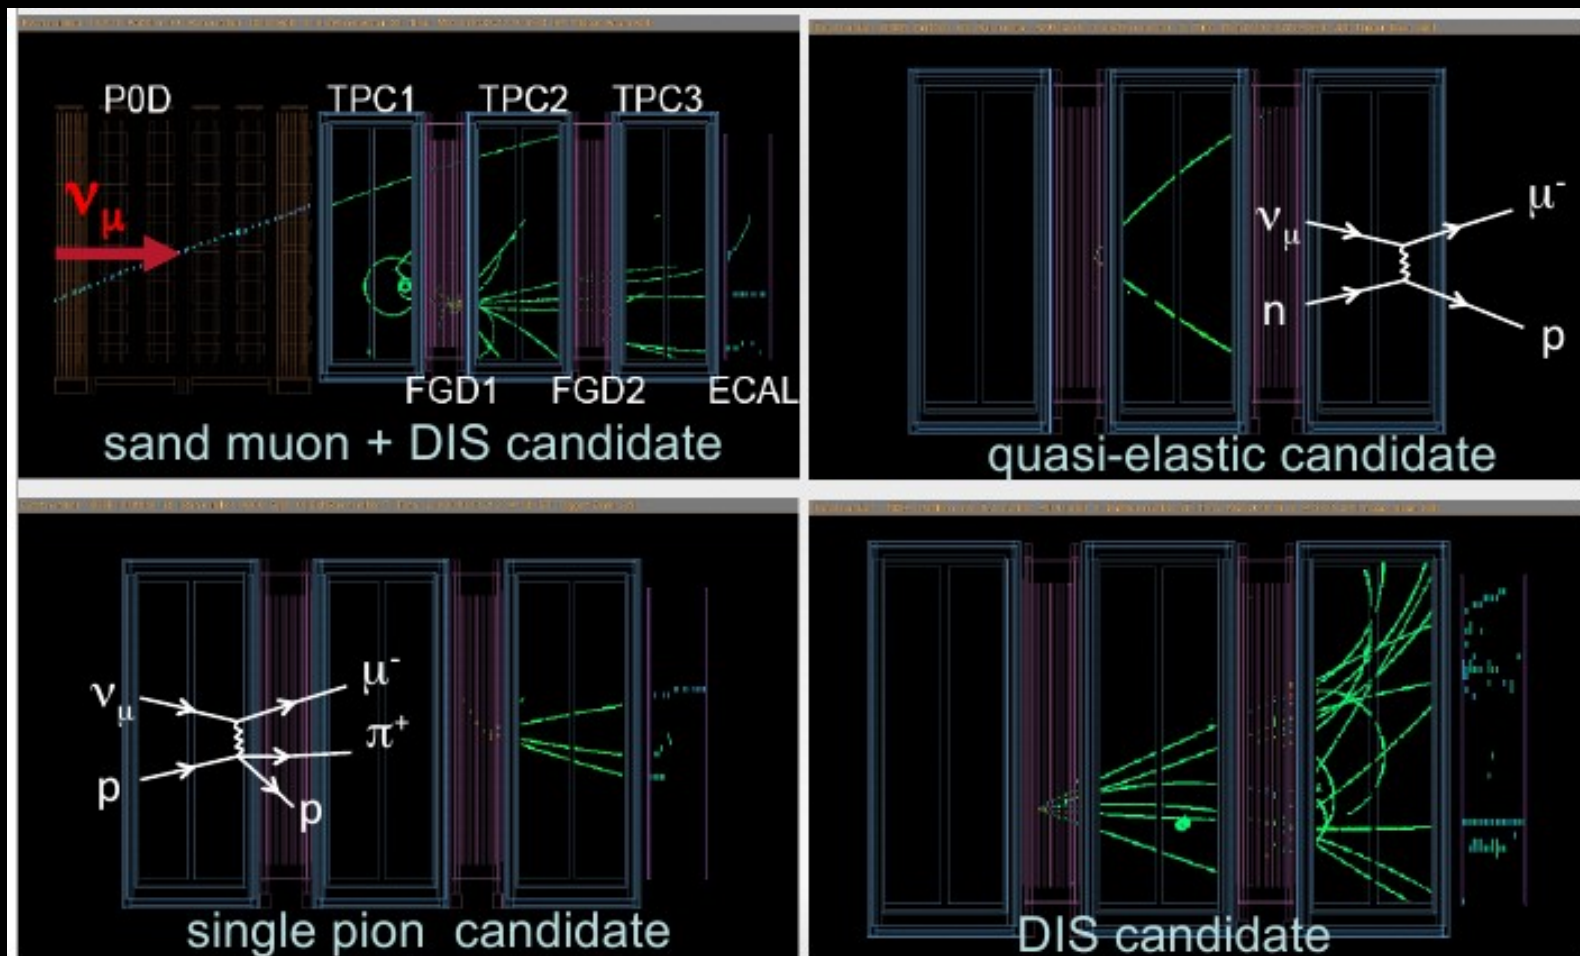 P0D TPC1 TPC2 TPC3
νμ
FGD1 FGD2 ECAL
sand muon + DIS candidate
νμ μ-
n p
quasi-elastic candidate
νμ μ-
π+
p p
single pion candidate
DIS candidate